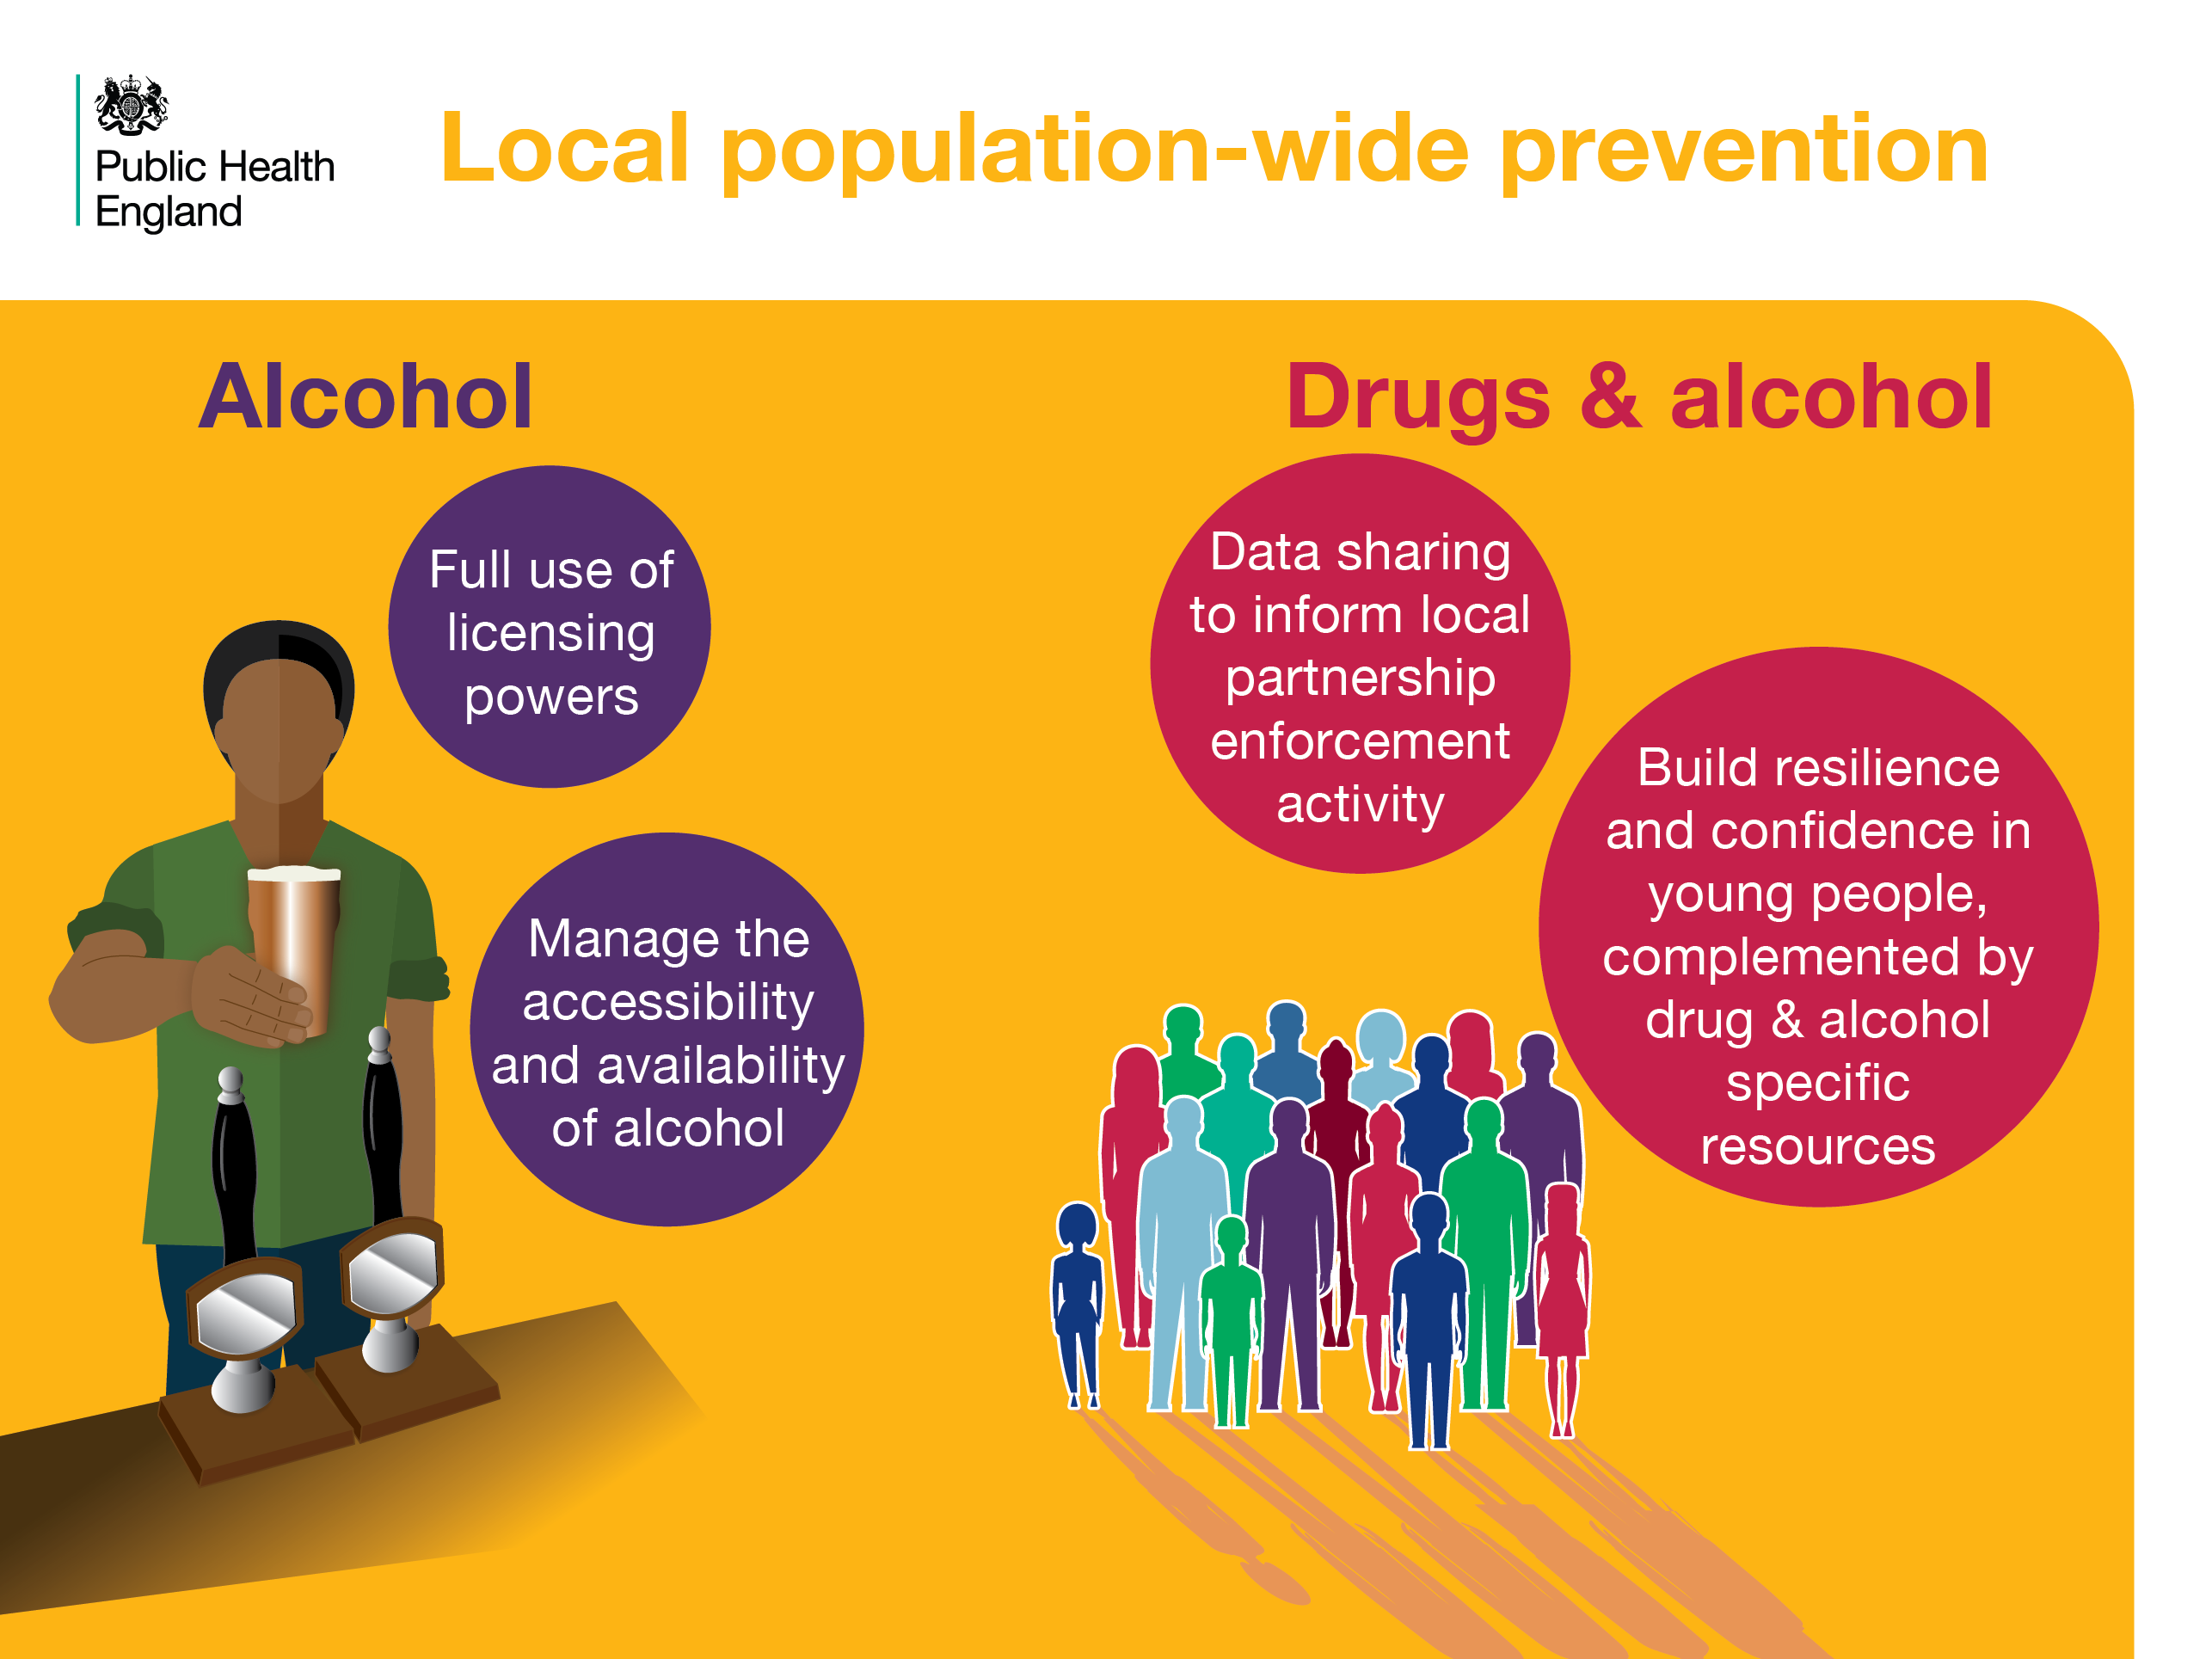 Public Health
England
Local population-wide prevention
Alcohol
Full use of
licensing
powers
Manage the
accessibility
and availability
of alcohol
Drugs & alcohol
Data sharing
to inform local
partnership
enforcement
activity
Build resilience
and confidence in
young people,
complemented by
drug & alcohol
specific
resources